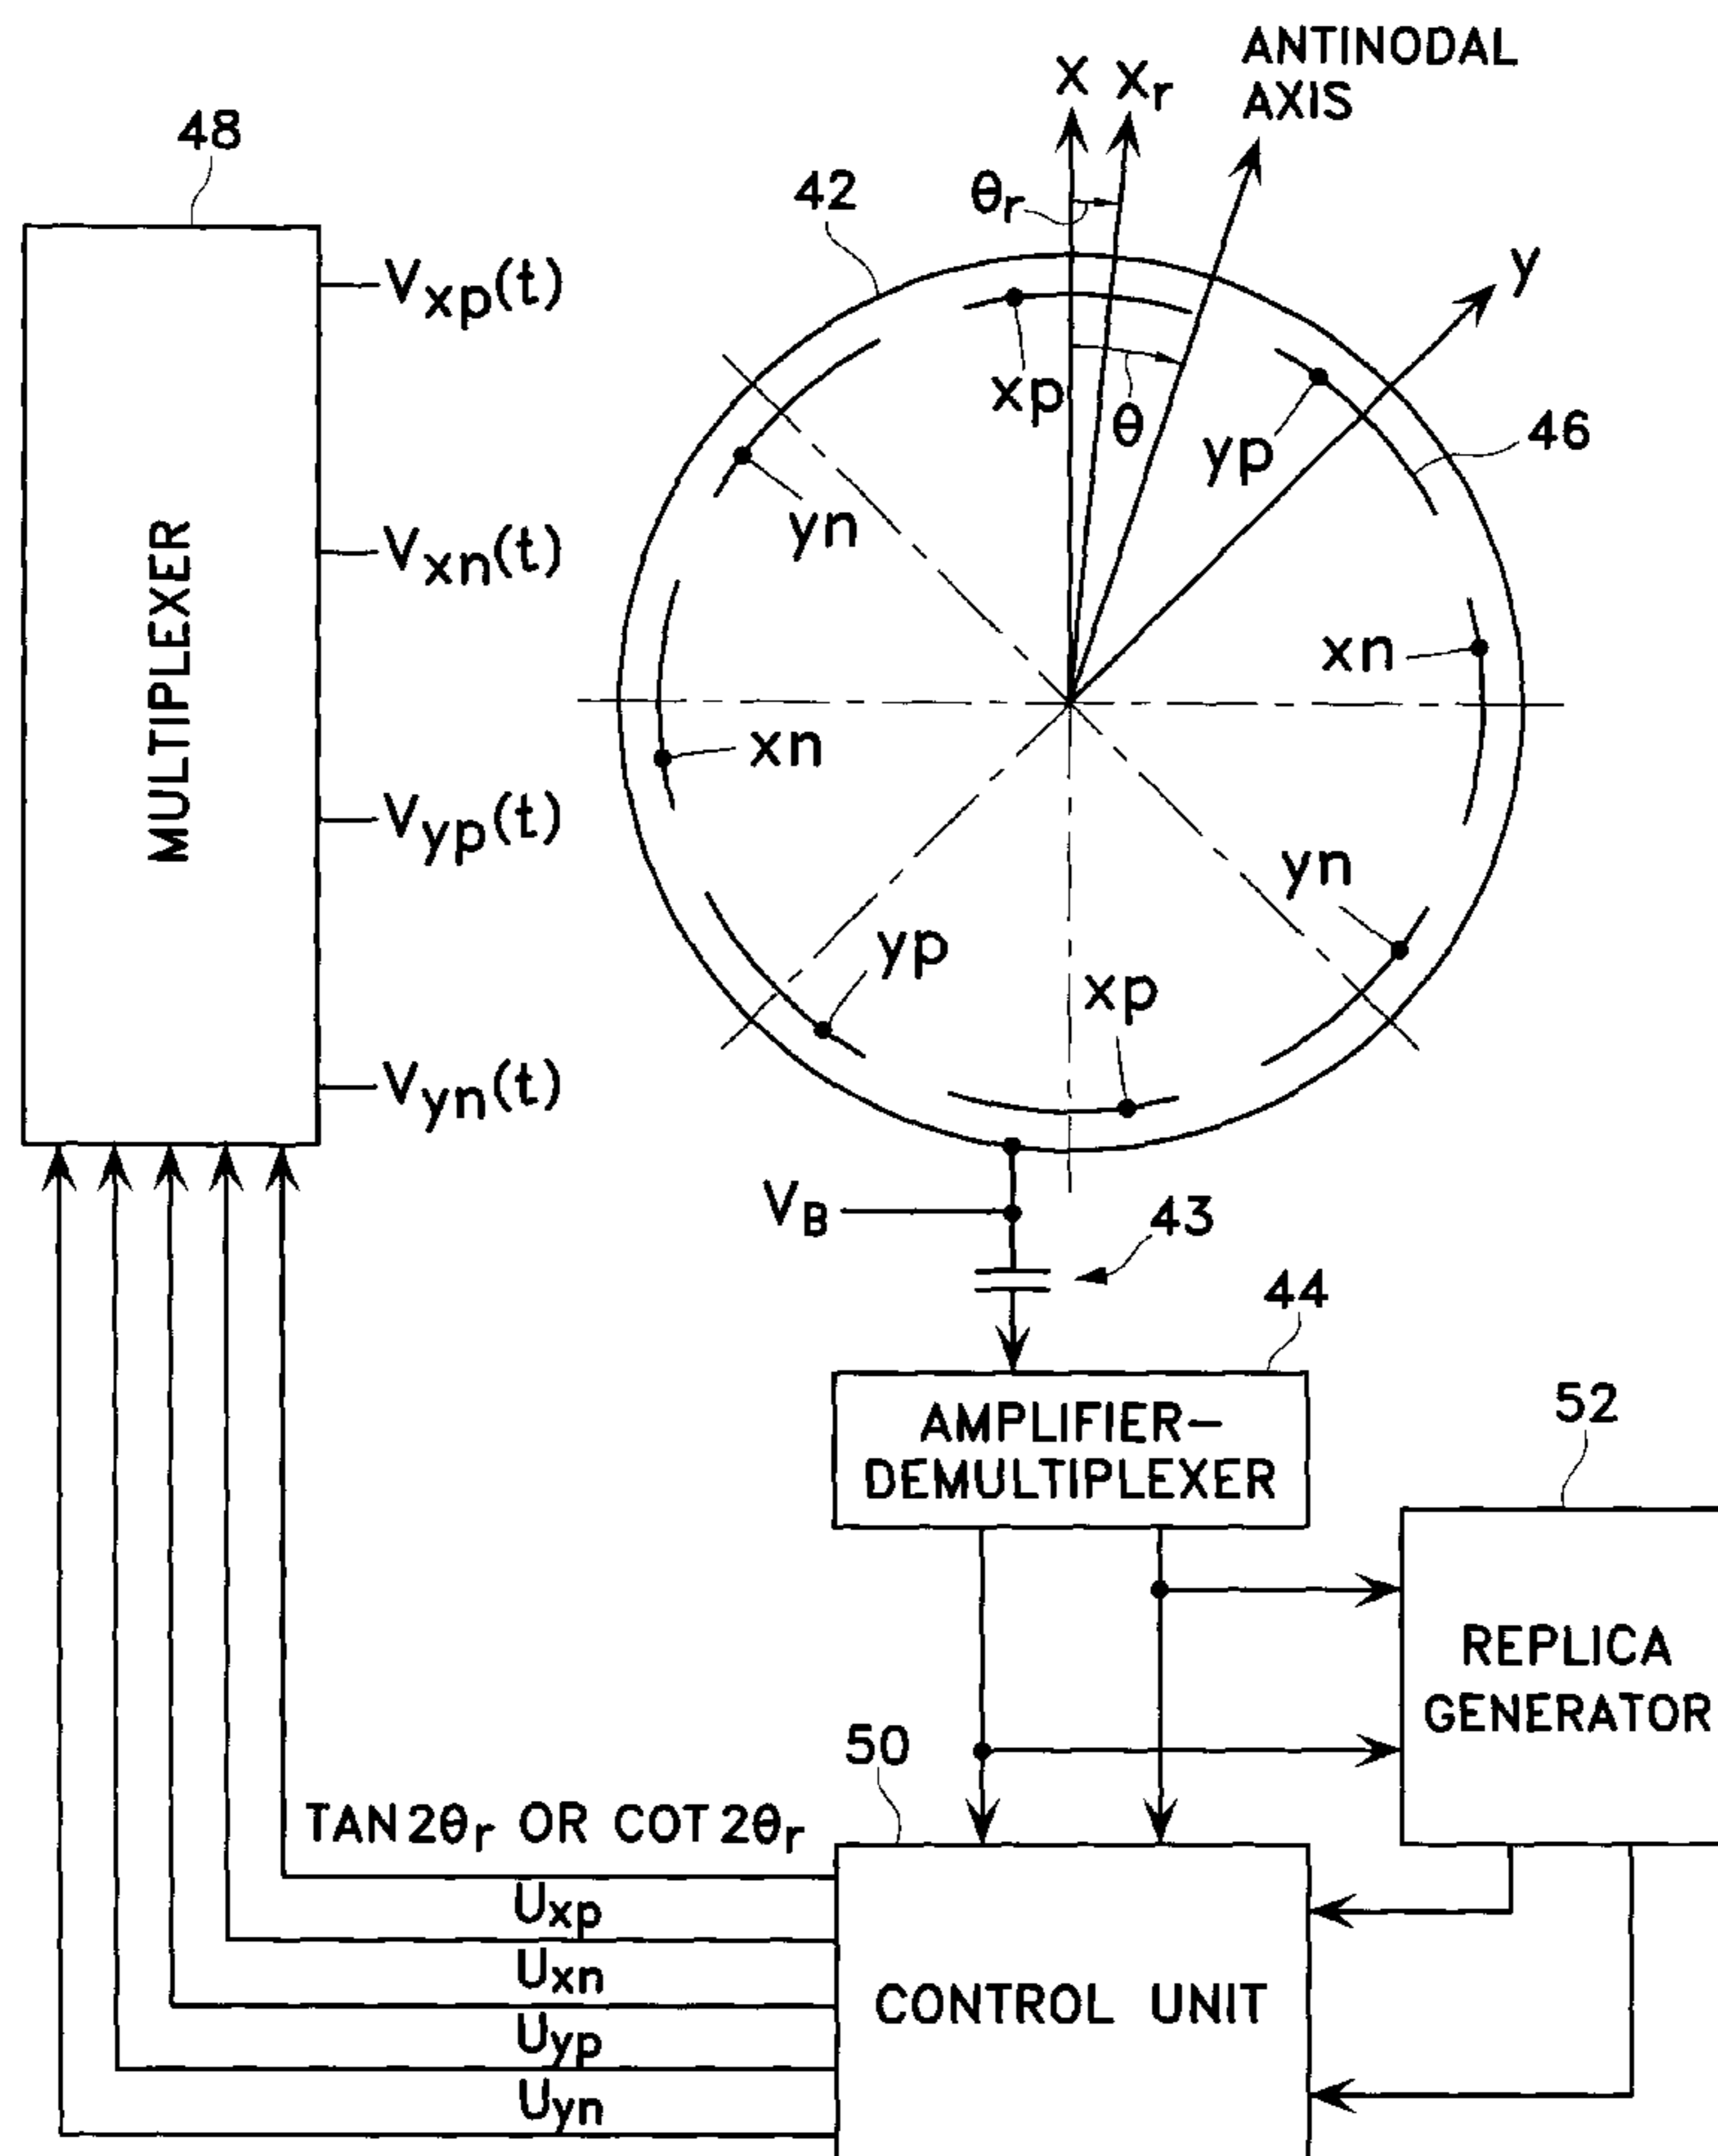 ANTINODAL
AXIS
x
xr
θr
θ
y
48
42
46
MULTIPLEXER
Vxp(t)
Vxn(t)
Vyp(t)
Vyn(t)
xp
yp
yn
xn
xn
yn
yp
xp
VB
43
44
AMPLIFIER-
DEMULTIPLEXER
52
REPLICA
GENERATOR
50
TAN 2θr OR COT 2θr
Uxp
Uxn
Uyp
Uyn
CONTROL UNIT